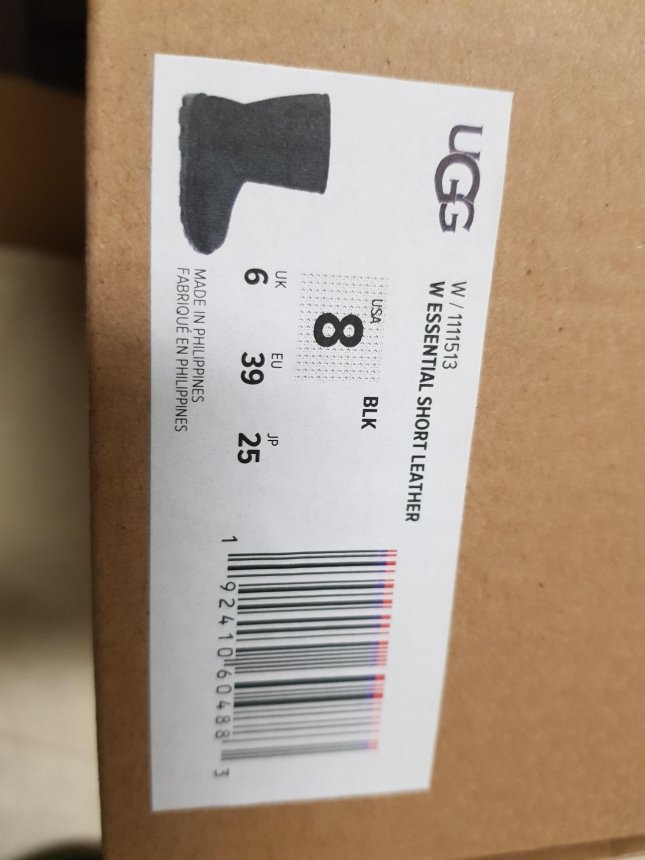 UGG
W / 1111513
W ESSENTIAL SHORT LEATHER
USA
8
BLK
UK EU JP
6 39 25
MADE IN PHILIPPINES
FABRIQUÉ EN PHILIPPINES
1 92410 60488 3